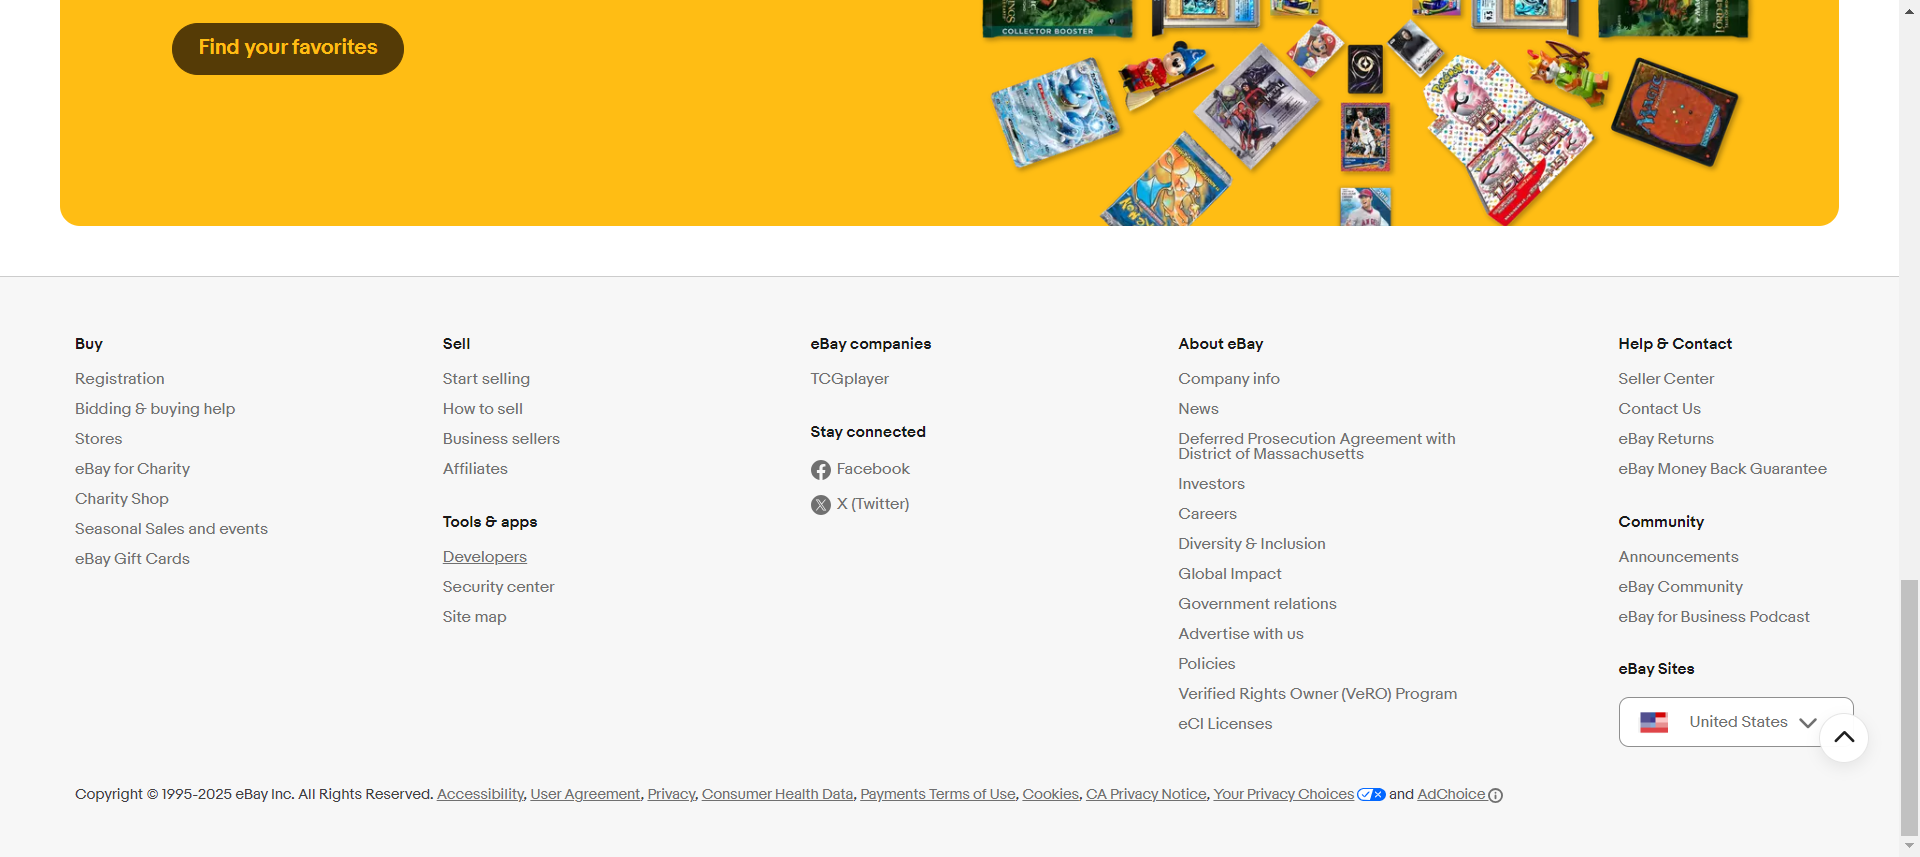 COLLECTOR BOOSTER
Find your favorites
Buy
Registration
Bidding & buying help
Stores
eBay for Charity
Charity Shop
Seasonal Sales and events
eBay Gift Cards
Sell
Start selling
How to sell
Business sellers
Affiliates
Tools & apps
Developers
Security center
Site map
eBay companies
TCGplayer
Stay connected
Facebook
X (Twitter)
About eBay
Company info
News
Deferred Prosecution Agreement with
District of Massachusetts
Investors
Careers
Diversity & Inclusion
Global Impact
Government relations
Advertise with us
Policies
Verified Rights Owner (VeRO) Program
eCI Licenses
Help & Contact
Seller Center
Contact Us
eBay Returns
eBay Money Back Guarantee
Community
Announcements
eBay Community
eBay for Business Podcast
eBay Sites
United States
Copyright © 1995-2025 eBay Inc. All Rights Reserved. Accessibility, User Agreement, Privacy, Consumer Health Data, Payments Terms of Use, Cookies, CA Privacy Notice, Your Privacy Choices and AdChoice